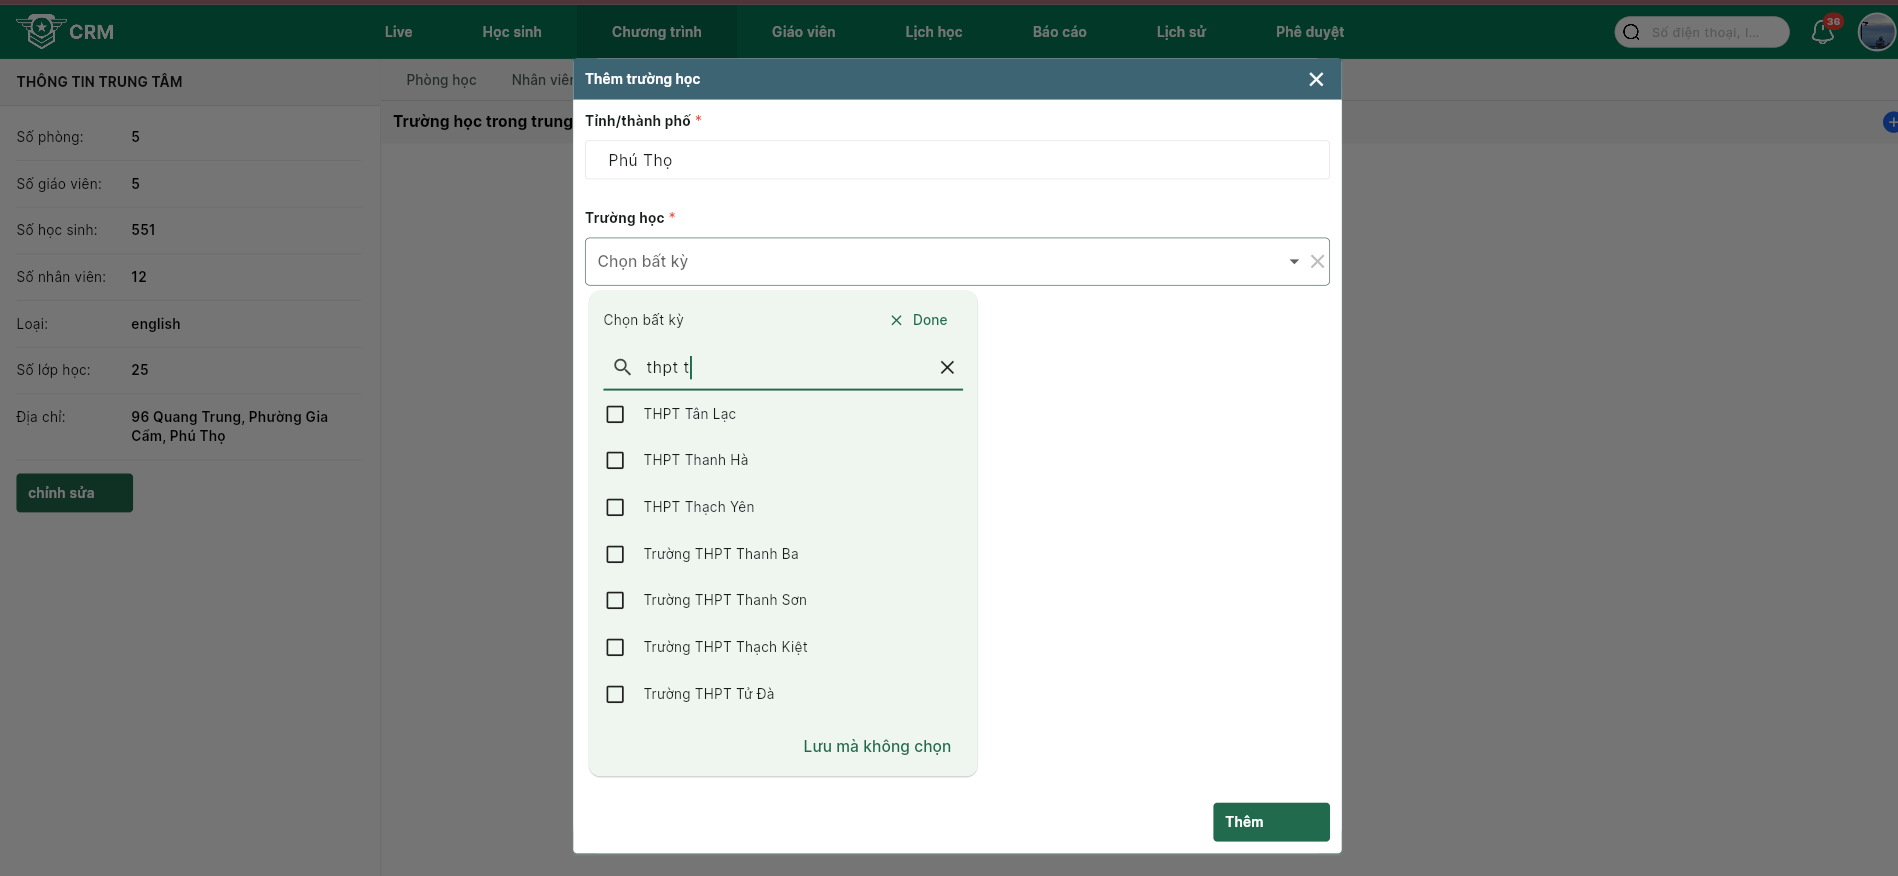 CRM
Live
Học sinh
Chương trình
Giáo viên
Lịch học
Báo cáo
Lịch sử
Phê duyệt
Số điện thoại, l...
36
THÔNG TIN TRUNG TÂM
Phòng học
Nhân viên
Số phòng: 5
Số giáo viên: 5
Số học sinh: 551
Số nhân viên: 12
Loại: english
Số lớp học: 25
Địa chỉ: 96 Quang Trung, Phường Gia
Cẩm, Phú Thọ
chỉnh sửa
Trường học trong trung
Thêm trường học
Tỉnh/thành phố *
Phú Thọ
Trường học *
Chọn bất kỳ
Chọn bất kỳ
Done
thpt t
THPT Tân Lạc
THPT Thanh Hà
THPT Thạch Yên
Trường THPT Thanh Ba
Trường THPT Thanh Sơn
Trường THPT Thạch Kiệt
Trường THPT Tử Đà
Lưu mà không chọn
Thêm